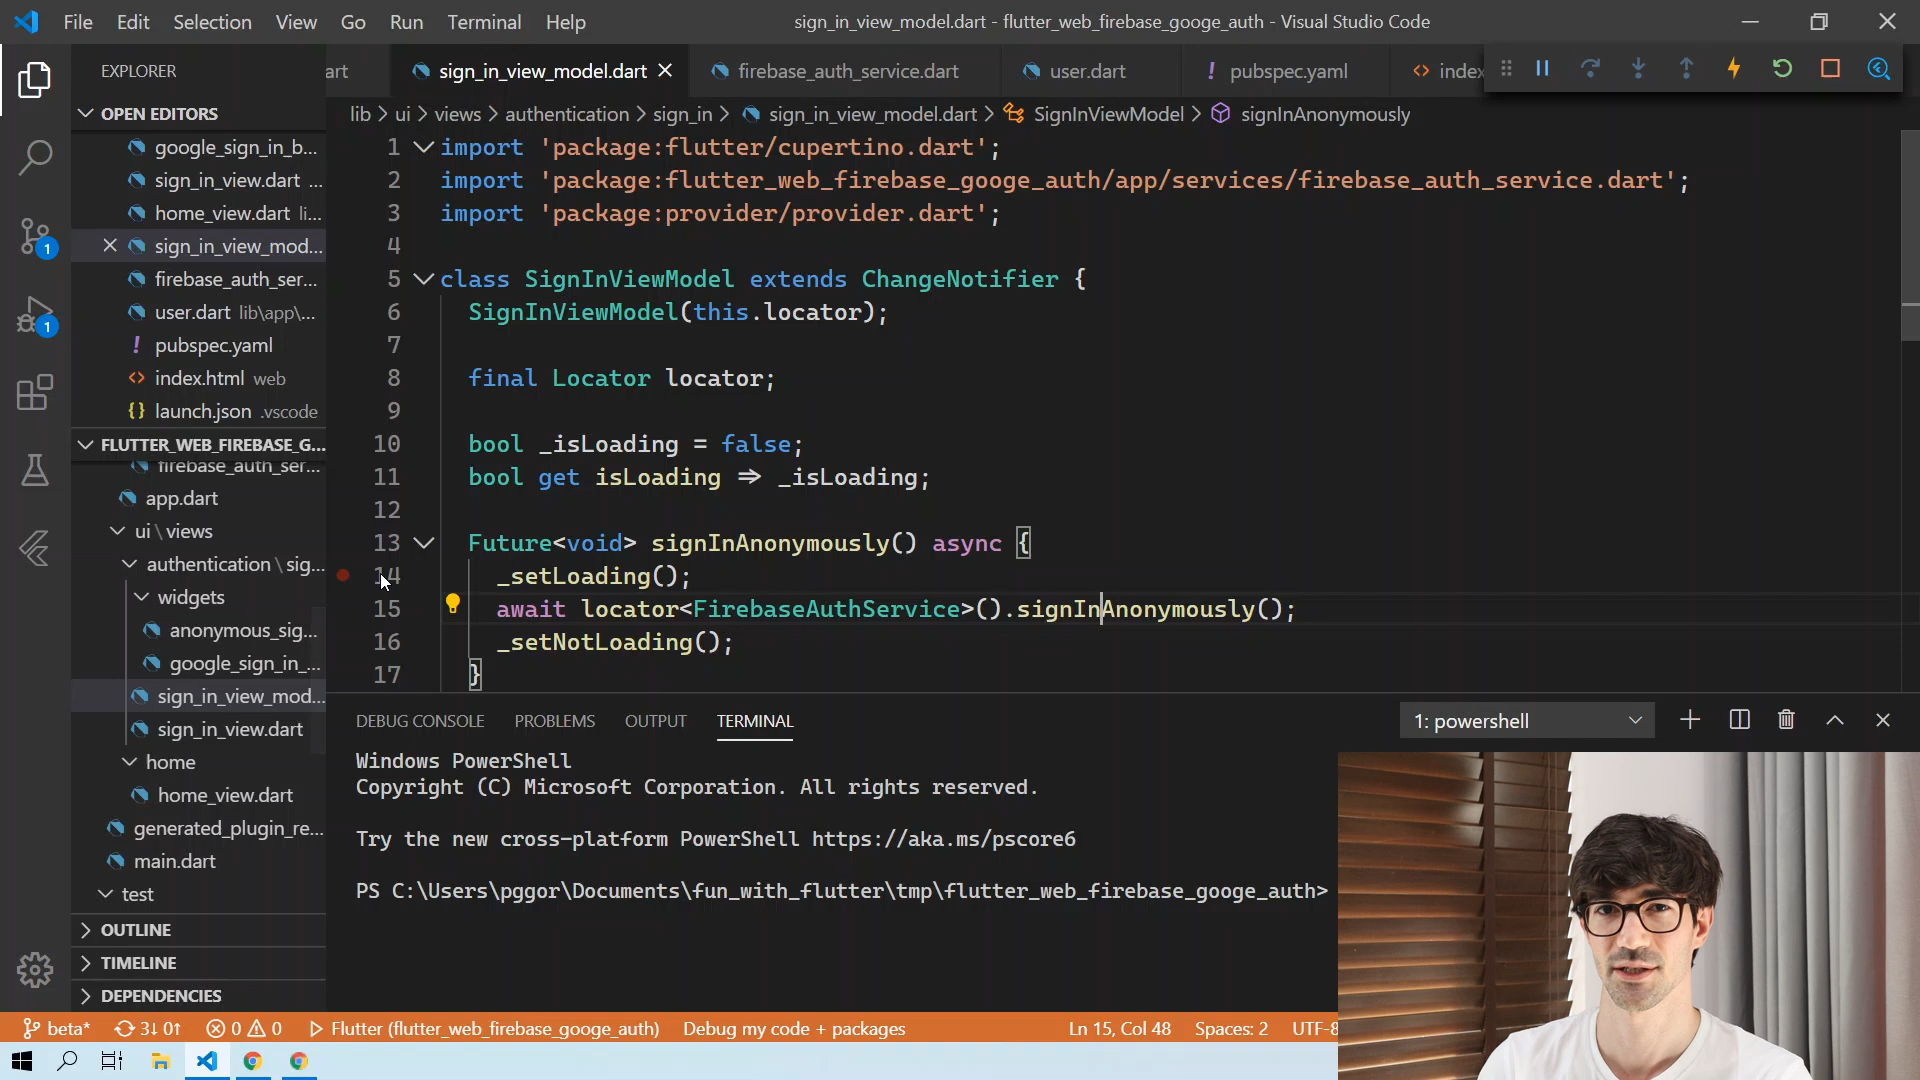 File Edit Selection View Go Run Terminal Help
sign_in_view_model.dart - flutter_web_firebase_googe_auth - Visual Studio Code
EXPLORER
art
sign_in_view_model.dart
firebase_auth_service.dart
user.dart
! pubspec.yaml
<> index
OPEN EDITORS
lib > ui > views > authentication > sign_in > sign_in_view_model.dart > SignInViewModel > signInAnonymously
google_sign_in_b...
sign_in_view.dart ...
home_view.dart li...
sign_in_view_mod...
firebase_auth_ser...
user.dart lib\app\...
! pubspec.yaml
<> index.html web
{} launch.json .vscode
FLUTTER_WEB_FIREBASE_G...
firebase_auth_ser...
app.dart
ui \ views
authentication \ sig...
widgets
anonymous_sig...
google_sign_in_...
sign_in_view_mod...
sign_in_view.dart
home
home_view.dart
generated_plugin_re...
main.dart
test
OUTLINE
TIMELINE
DEPENDENCIES
1
1
1 import 'package:flutter/cupertino.dart';
2 import 'package:flutter_web_firebase_googe_auth/app/services/firebase_auth_service.dart';
3 import 'package:provider/provider.dart';
4
5 class SignInViewModel extends ChangeNotifier {
6 SignInViewModel(this.locator);
7
8 final Locator locator;
9
10 bool _isLoading = false;
11 bool get isLoading => _isLoading;
12
13 Future<void> signInAnonymously() async {
14 _setLoading();
15 await locator<FirebaseAuthService>().signInAnonymously();
16 _setNotLoading();
17 }
DEBUG CONSOLE PROBLEMS OUTPUT TERMINAL
1: powershell
Windows PowerShell
Copyright (C) Microsoft Corporation. All rights reserved.
Try the new cross-platform PowerShell https://aka.ms/pscore6
PS C:\Users\pggor\Documents\fun_with_flutter\tmp\flutter_web_firebase_googe_auth>
beta* 3↓ 0↑ 0 0 Flutter (flutter_web_firebase_googe_auth) Debug my code + packages Ln 15, Col 48 Spaces: 2 UTF-8